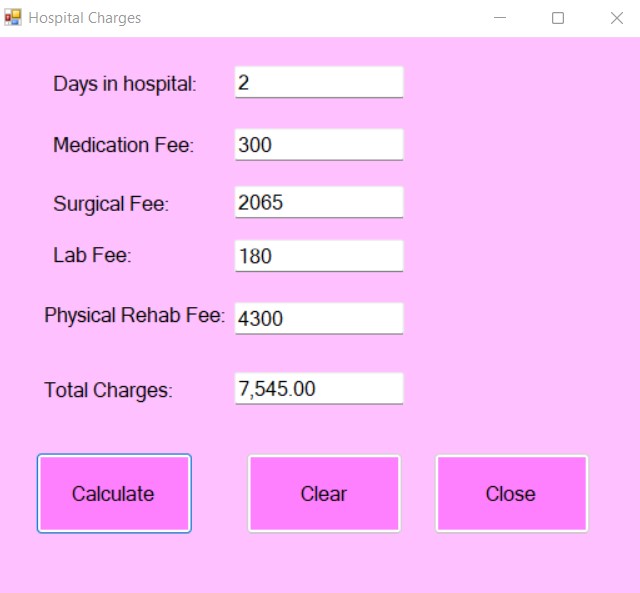 Hospital Charges
Days in hospital: 2
Medication Fee: 300
Surgical Fee: 2065
Lab Fee: 180
Physical Rehab Fee: 4300
Total Charges: 7,545.00
Calculate Clear Close